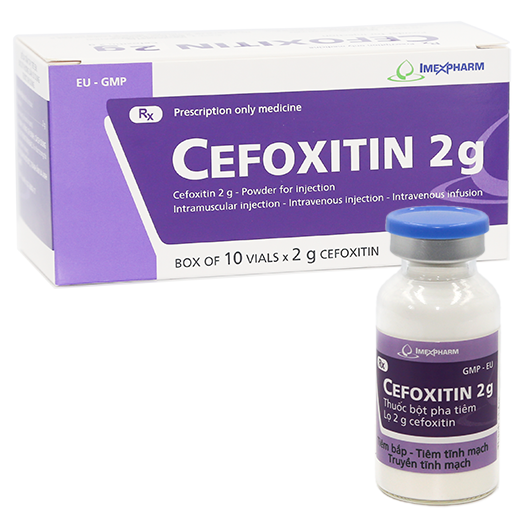 CEFOXITIN 2g
IMEXPHARM
EU - GMP
Rx
Prescription only medicine
CEFOXITIN 2g
Cefoxitin 2 g - Powder for injection
Intramuscular injection - Intravenous injection - Intravenous infusion
BOX OF 10 VIALS x 2 g CEFOXITIN
IMEXPHARM
Rx
GMP - EU
CEFOXITIN 2g
Thuốc bột pha tiêm
Lọ 2 g cefoxitin
Tiêm bắp - Tiêm tĩnh mạch
Truyền tĩnh mạch